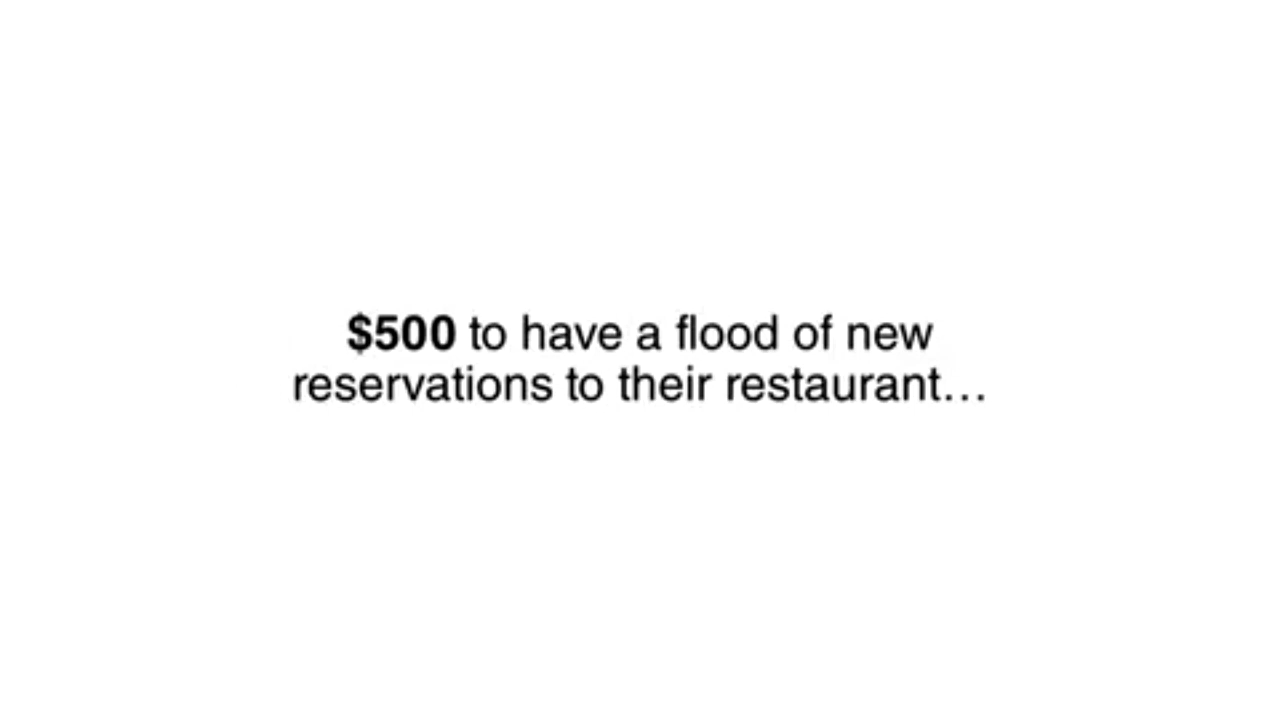 $500 to have a flood of new
reservations to their restaurant…